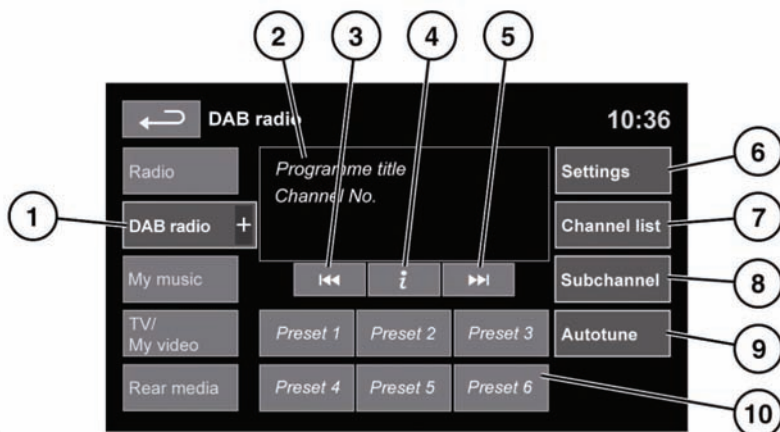 2 3 4 5
DAB radio 10:36
Radio
Programme title
Channel No.
Settings
6
1
DAB radio +
Channel list
7
My music
i
Subchannel
8
TV/
My video
Preset 1 Preset 2 Preset 3
Autotune
9
Rear media
Preset 4 Preset 5 Preset 6
10